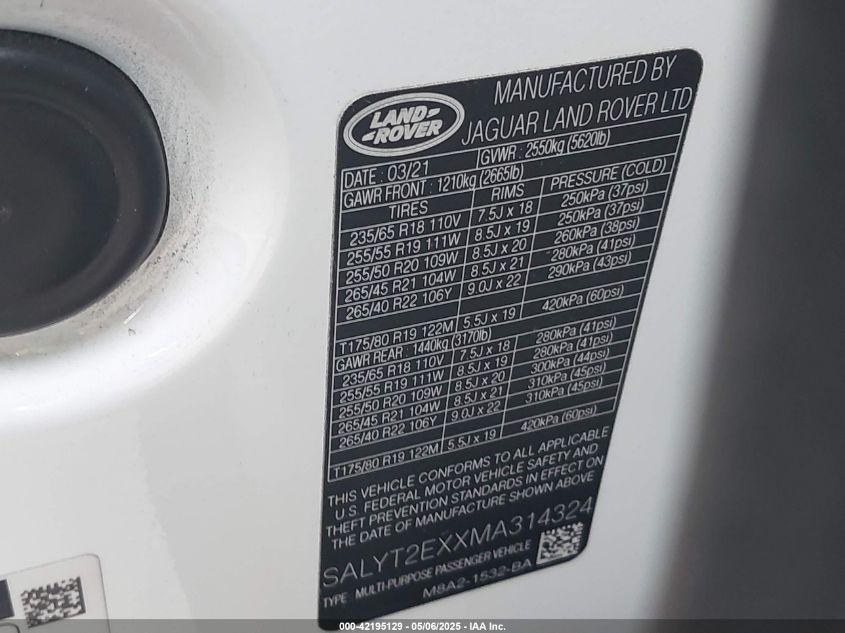 LAND ROVER
MANUFACTURED BY
JAGUAR LAND ROVER LTD
DATE : 03/21 GVWR : 2550kg (5620lb)
GAWR FRONT : 1210kg (2665lb)
TIRES RIMS PRESSURE (COLD)
235/65 R18 110V 7.5J x 18 250kPa (37psi)
255/55 R19 111W 8.5J x 19 250kPa (37psi)
255/50 R20 109W 8.5J x 20 260kPa (38psi)
265/45 R21 104W 8.5J x 21 280kPa (41psi)
265/40 R22 106Y 9.0J x 22 290kPa (43psi)
T175/80 R19 122M 5.5J x 19 420kPa (60psi)
GAWR REAR : 1440kg (3170lb)
235/65 R18 110V 7.5J x 18 280kPa (41psi)
255/55 R19 111W 8.5J x 19 280kPa (41psi)
255/50 R20 109W 8.5J x 20 300kPa (44psi)
265/45 R21 104W 8.5J x 21 310kPa (45psi)
265/40 R22 106Y 9.0J x 22 310kPa (45psi)
T175/80 R19 122M 5.5J x 19 420kPa (60psi)
THIS VEHICLE CONFORMS TO ALL APPLICABLE
U.S. FEDERAL MOTOR VEHICLE SAFETY AND
THEFT PREVENTION STANDARDS IN EFFECT ON
THE DATE OF MANUFACTURE SHOWN ABOVE
SALYT2EXXMA314324
TYPE MULTI-PURPOSE PASSENGER VEHICLE
M8A2-1532-BA
000-42195129 - 05/06/2025 - IAA Inc.